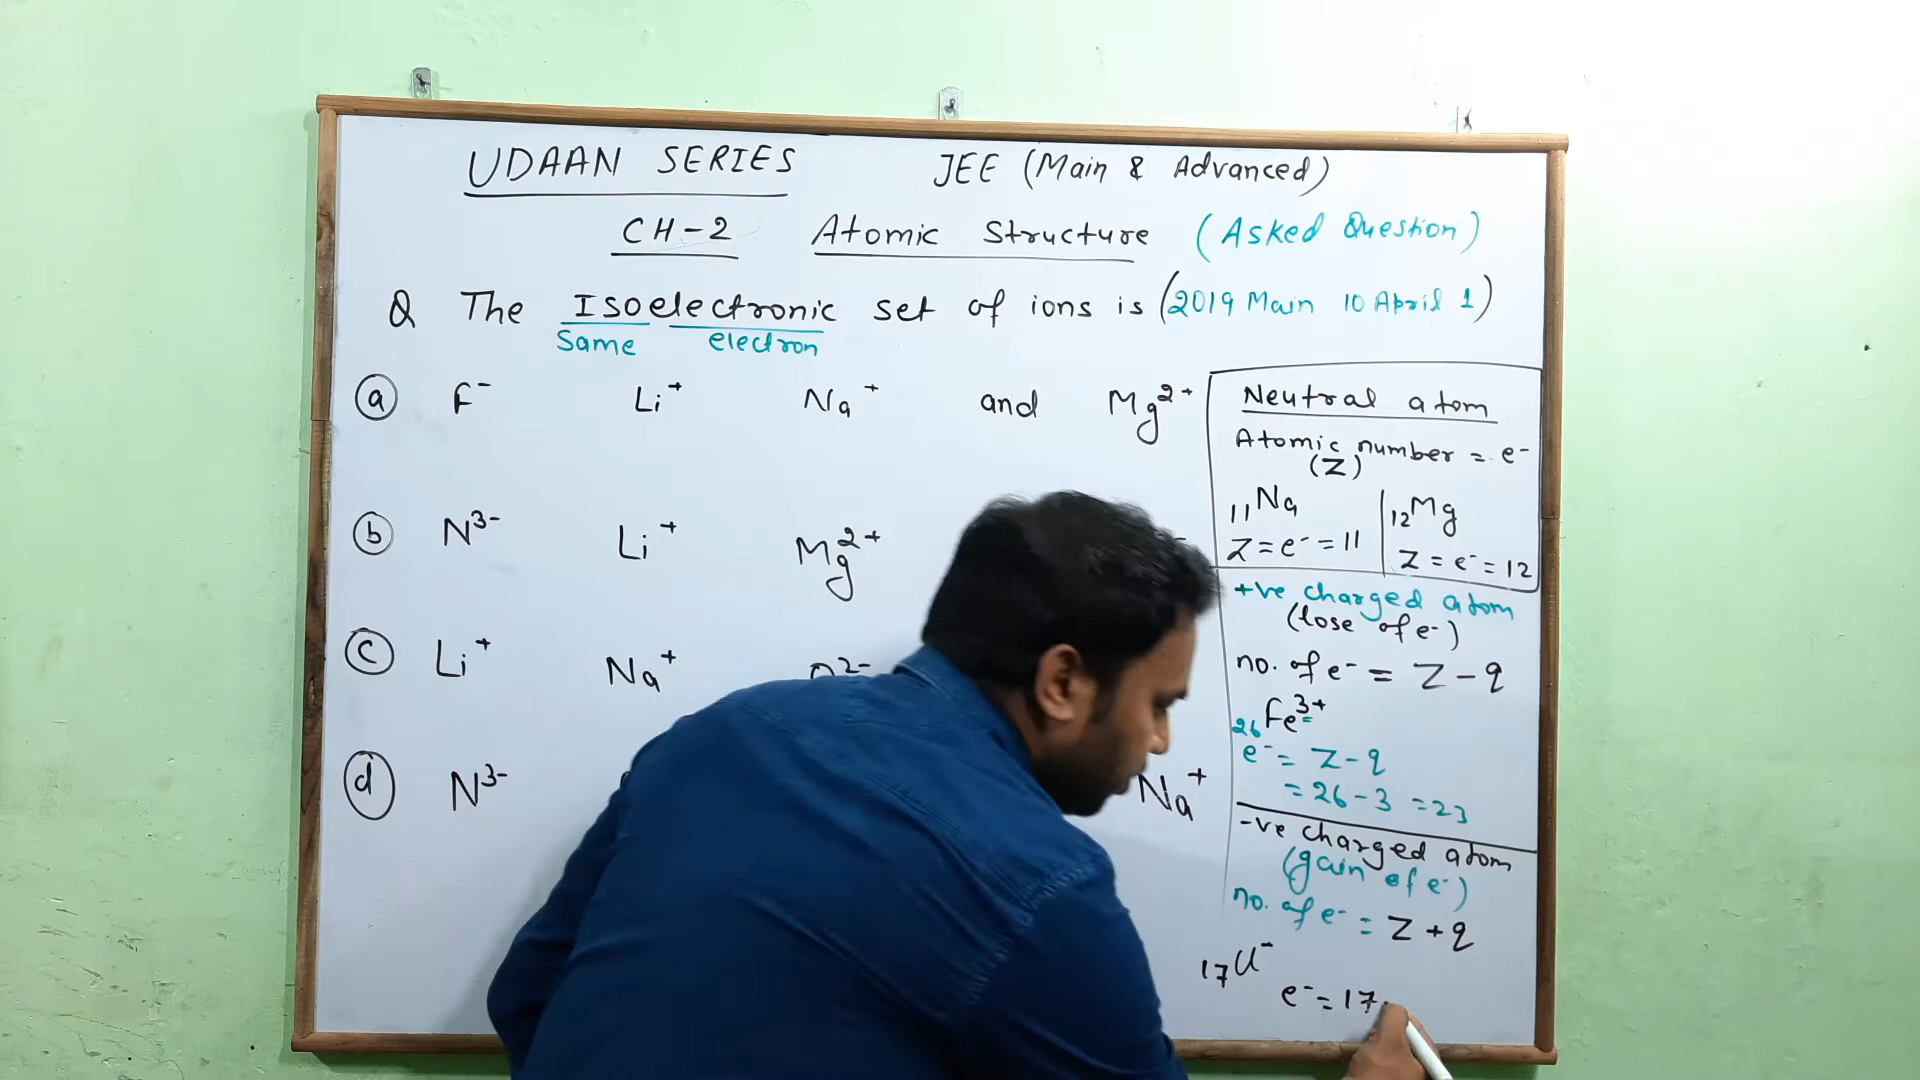 UDAAN SERIES JEE (Main & Advanced)
CH-2 Atomic Structure (Asked Question)
Q The Isoelectronic set of ions is (2019 Main 10 April 1)
Same electron
(a) F⁻ Li⁺ Na⁺ and Mg²⁺
(b) N³⁻ Li⁺ Mg²⁺
(c) Li⁺ Na⁺
(d) N³⁻ Na⁺
Neutral atom
Atomic number = e⁻
(Z)
₁₁Na | ₁₂Mg
Z = e⁻ = 11 | Z = e⁻ = 12
+ve charged atom
(lose of e⁻)
no. of e⁻ = Z - q
₂₆Fe³⁺
e⁻ = Z - q
= 26 - 3 = 23
-ve charged atom
(gain of e⁻)
no. of e⁻ = Z + q
₁₇Cl⁻
e⁻ = 17